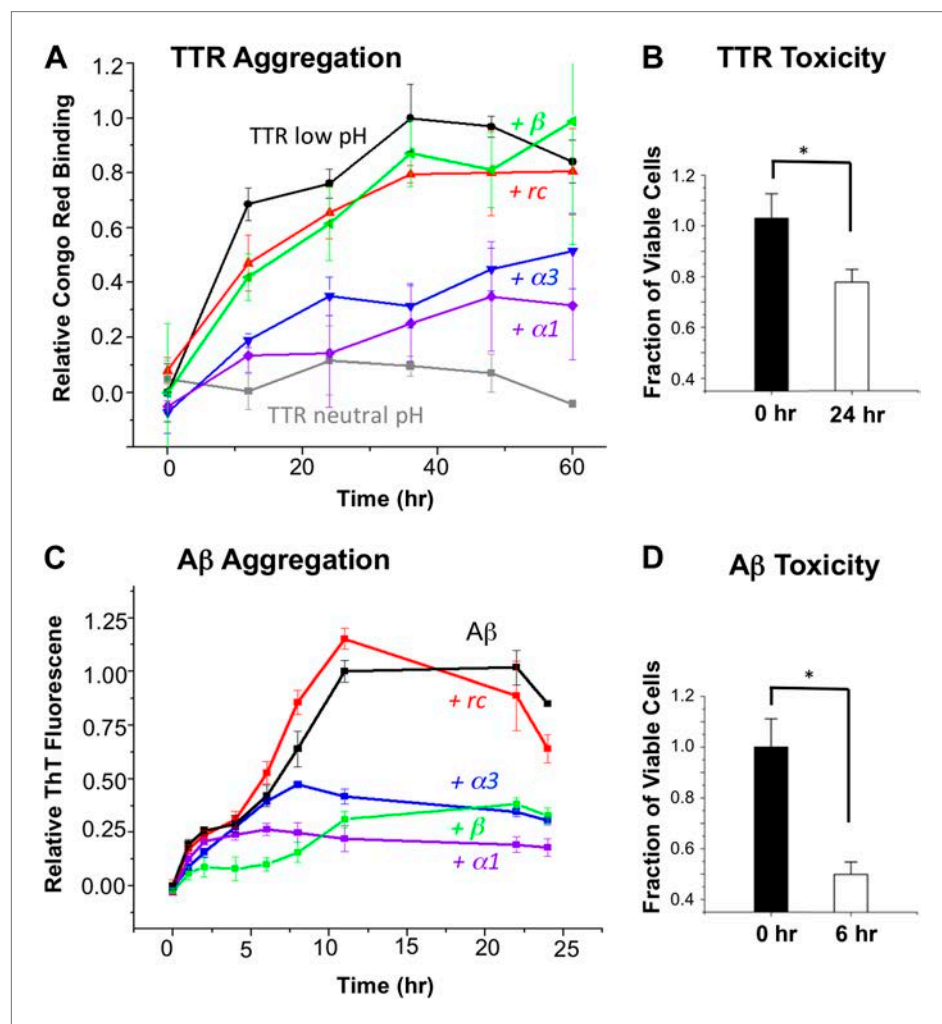 A
TTR Aggregation
Relative Congo Red Binding
1.2
1.0
0.8
0.6
0.4
0.2
0.0
TTR low pH
+ β
+ rc
+ α3
+ α1
TTR neutral pH
0
20
40
60
Time (hr)
B
TTR Toxicity
Fraction of Viable Cells
1.2
1.0
0.8
0.6
0.4
*
0 hr
24 hr
C
Aβ Aggregation
Relative ThT Fluorescene
1.25
1.00
0.75
0.50
0.25
0.00
Aβ
+ rc
+ α3
+ β
+ α1
0
5
10
15
20
25
Time (hr)
D
Aβ Toxicity
Fraction of Viable Cells
1.2
1.0
0.8
0.6
0.4
*
0 hr
6 hr